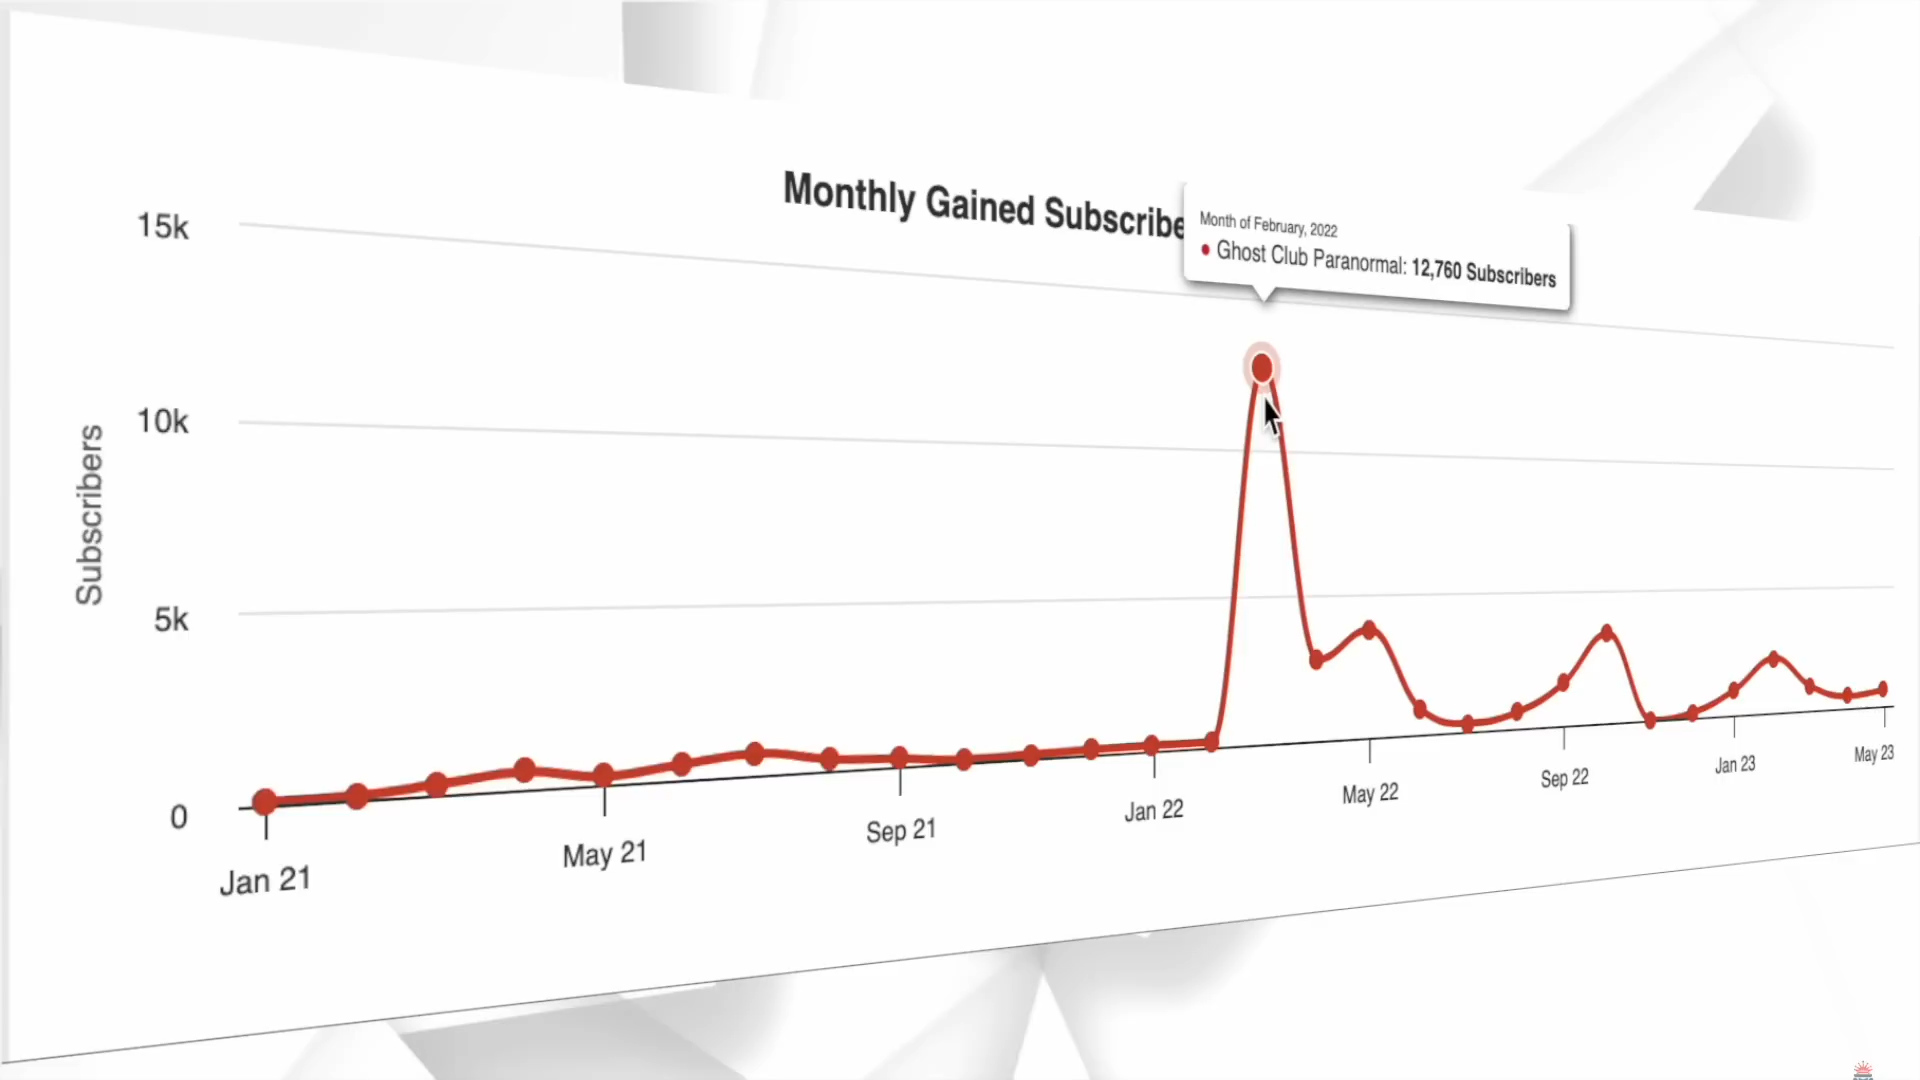 Monthly Gained Subscribe
Month of February, 2022
Ghost Club Paranormal: 12,760 Subscribers
Subscribers
15k
10k
5k
0
Jan 21
May 21
Sep 21
Jan 22
May 22
Sep 22
Jan 23
May 23